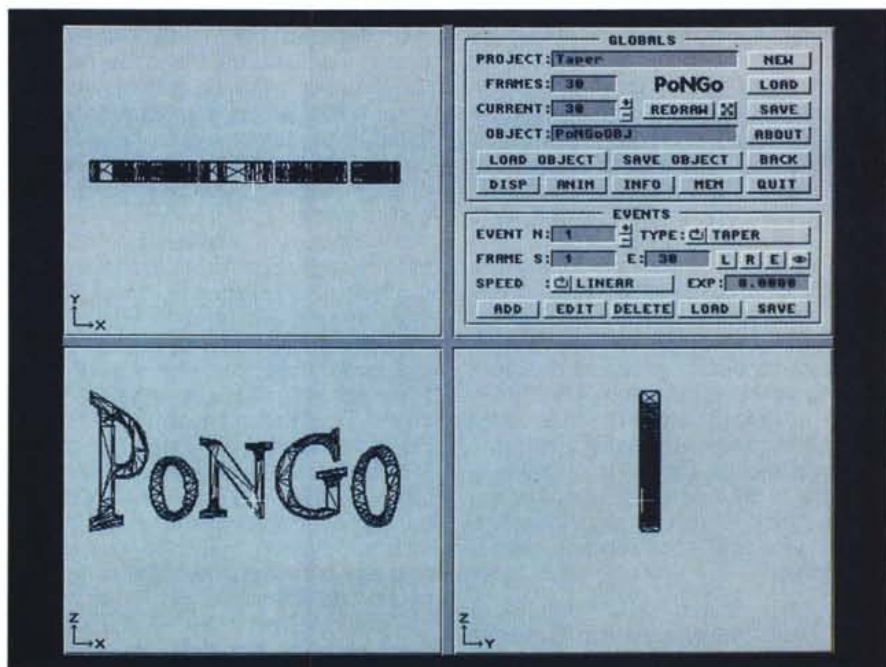 GLOBALS
PROJECT: Taper NEW
FRAMES: 30 PoNGo LOAD
CURRENT: 30 + - REDRAW SAVE
OBJECT: PoNGoOBJ ABOUT
LOAD OBJECT SAVE OBJECT BACK
DISP ANIM INFO MEM QUIT
EVENTS
EVENT N: 1 + - TYPE: TAPER
FRAME S: 1 E: 30 L R E
SPEED : LINEAR EXP: 0.0000
ADD EDIT DELETE LOAD SAVE
Y
X
PoNGo
Z
X
Z
Y